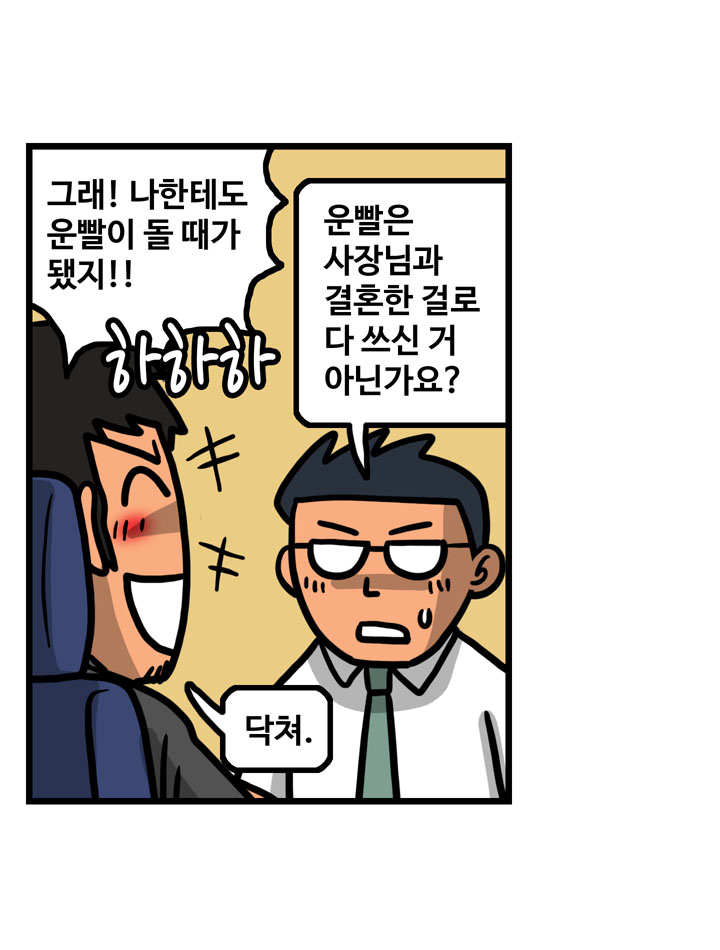 그래! 나한테도
운빨이 돌 때가
됐지!!
하하하
운빨은
사장님과
결혼한 걸로
다 쓰신 거
아닌가요?
닥쳐.